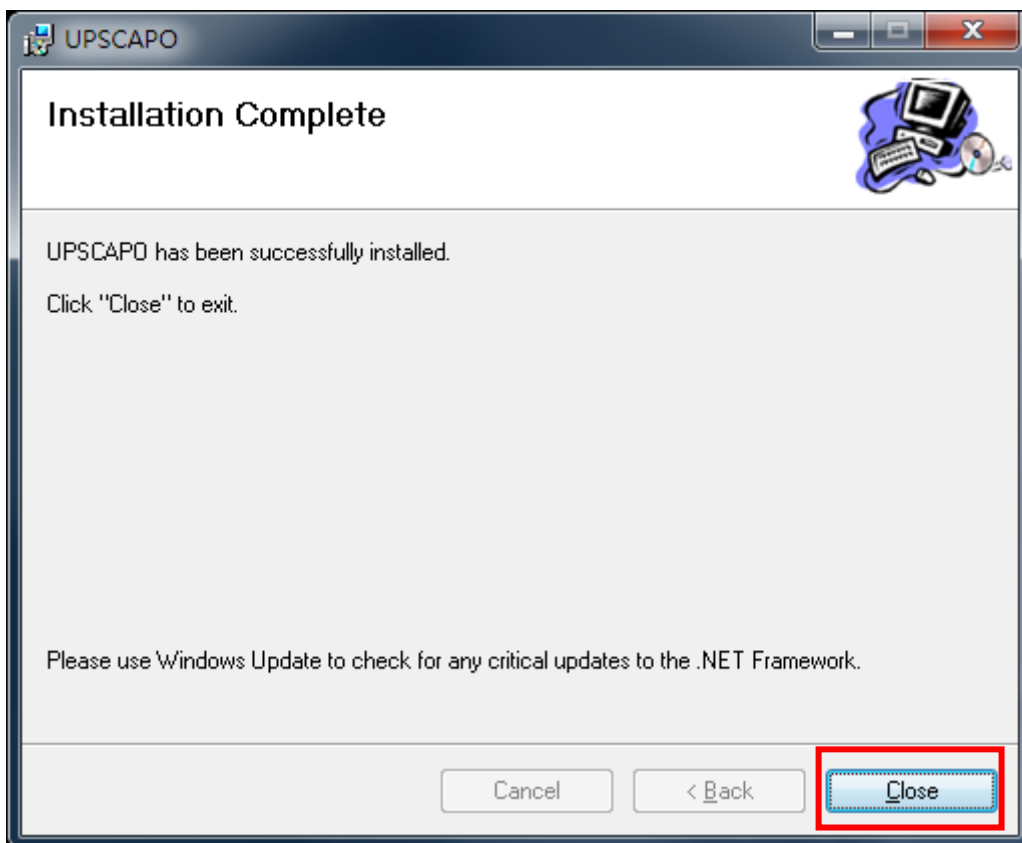 UPSCAPO
Installation Complete
UPSCAPO has been successfully installed.
Click "Close" to exit.
Please use Windows Update to check for any critical updates to the .NET Framework.
Cancel
< Back
Close